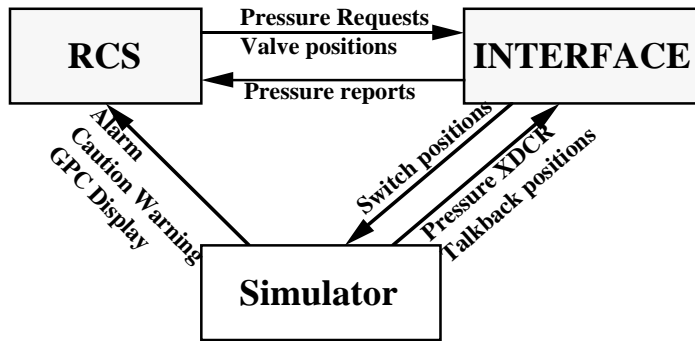 Pressure Requests
Valve positions
RCS
INTERFACE
Pressure reports
Alarm
Caution Warning
GPC Display
Switch positions
Pressure XDCR
Talkback positions
Simulator